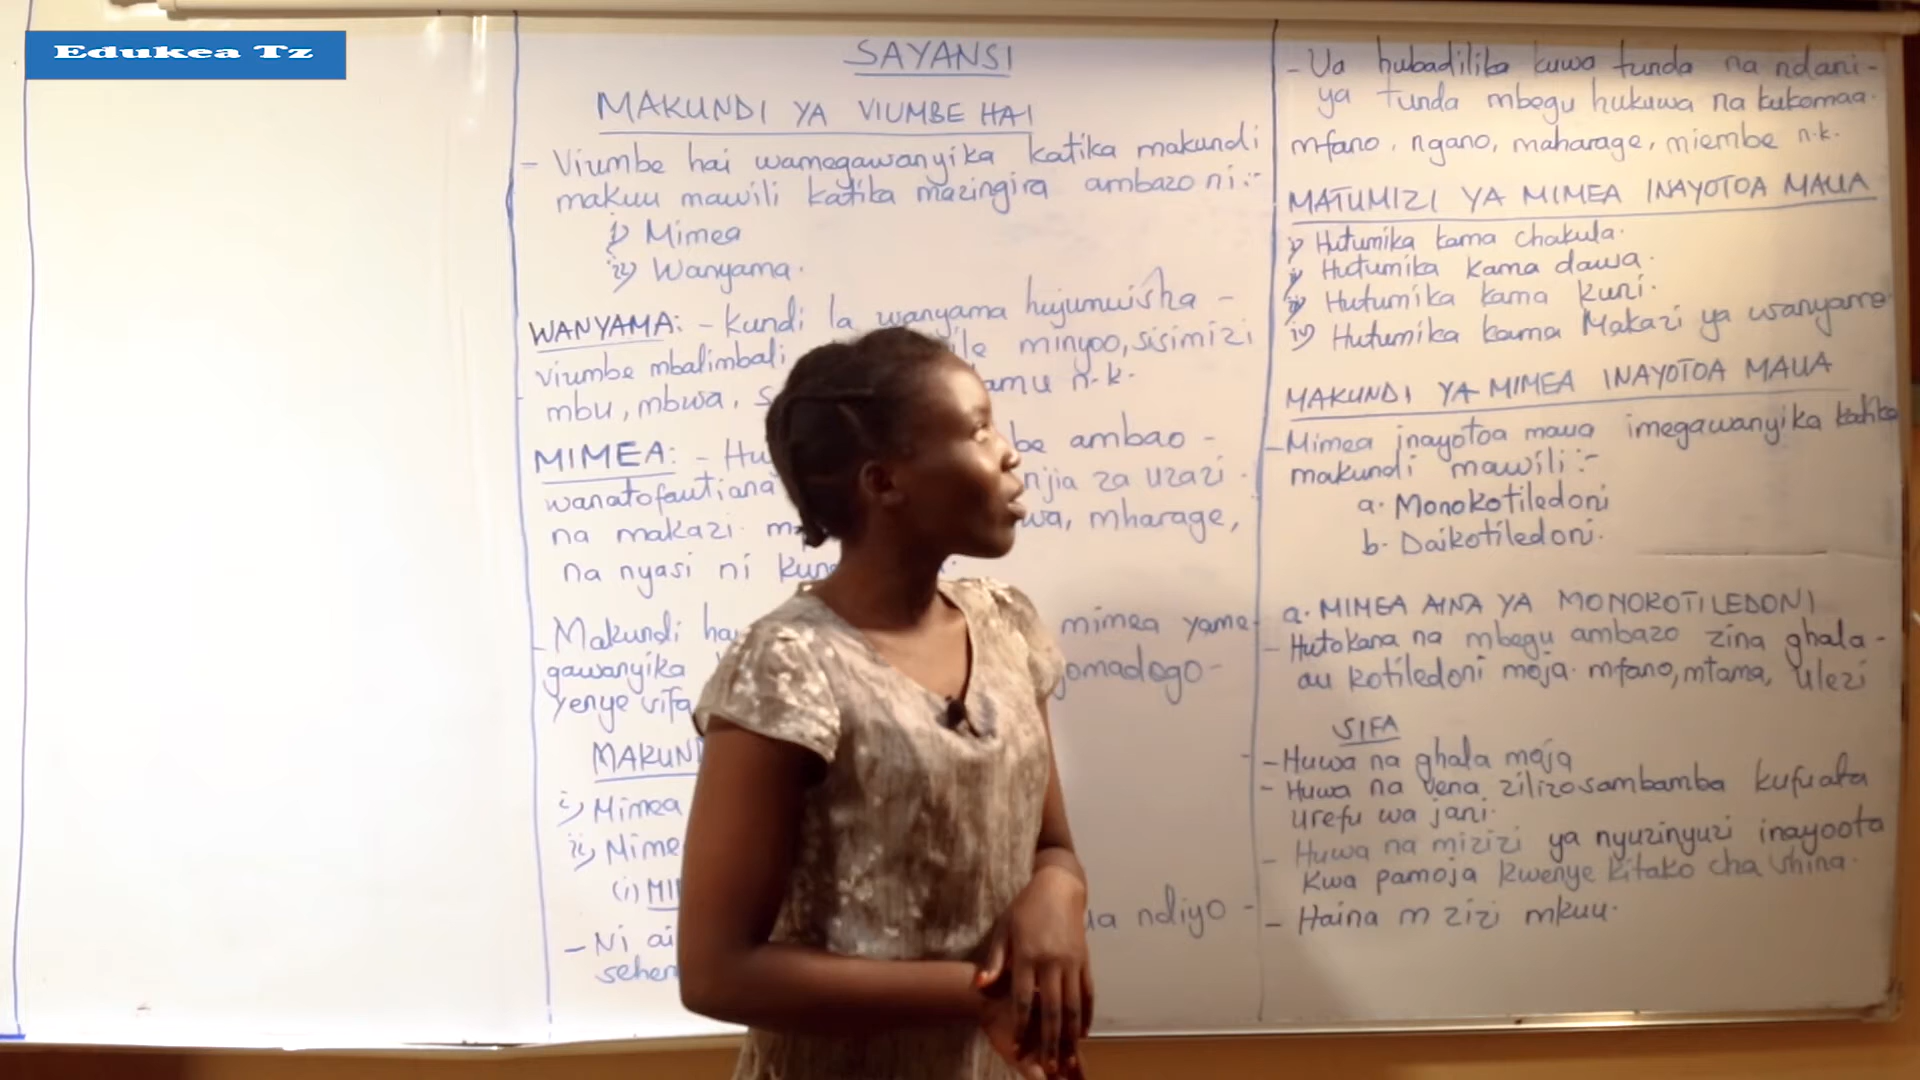 Edukea Tz
SAYANSI
MAKUNDI YA VIUMBE HAI
- Viumbe hai wamegawanyika katika makundi
makuu mawili katika mazingira ambazo ni:-
i) Mimea
ii) Wanyama.
WANYAMA: - Kundi la wanyama hujumuisha -
viumbe mbalimbali minyoo, sisimizi
mbu, mbwa, n.k.
MIMEA: - ambao -
wanatofautiana njia za uzazi.
na makazi. mharage,
na nyasi ni
- Makundi mimea yame-
gawanyika
yenye
i) Mimea
ii)
(i)
ndiyo -
- Ni
- Ua hubadilika kuwa tunda na ndani -
ya tunda mbegu hukuwa na kukomaa.
mfano, ngano, maharage, miembe n.k.
MATUMIZI YA MIMEA INAYOTOA MAUA
i) Hutumika kama chakula.
ii) Hutumika kama dawa.
iii) Hutumika kama kuni.
iv) Hutumika kama Makazi ya wanyama
MAKUNDI YA MIMEA INAYOTOA MAUA
- Mimea inayotoa maua imegawanyika katika
makundi mawili:-
a. Monokotiledoni
b. Daikotiledoni.
a. MIMEA AINA YA MONOKOTILEDONI
- Hutokana na mbegu ambazo zina ghala -
au kotiledoni moja. mfano, mtama, ulezi
SIFA
- Huwa na ghala moja
- Huwa na vena zilizosambamba kufuata
urefu wa jani.
- Huwa na mizizi ya nyuzinyuzi inayoota
kwa pamoja kwenye kitako cha shina.
- Haina mzizi mkuu.